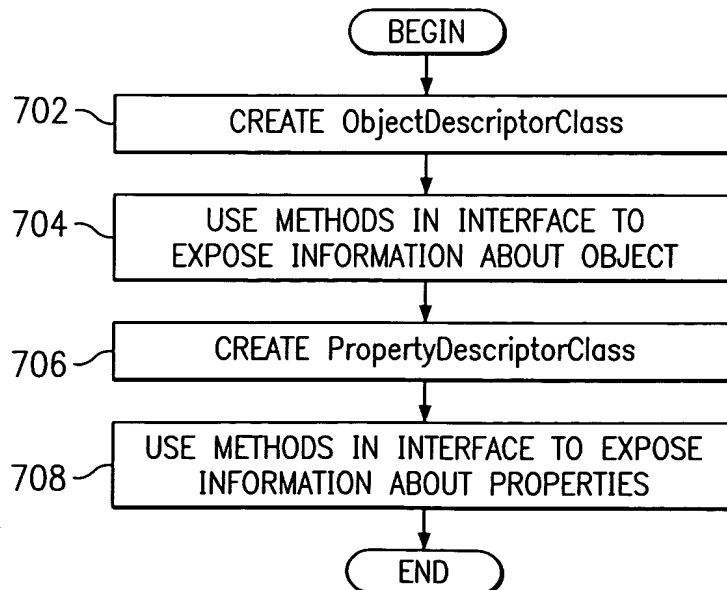 BEGIN
702
CREATE ObjectDescriptorClass
704
USE METHODS IN INTERFACE TO
EXPOSE INFORMATION ABOUT OBJECT
706
CREATE PropertyDescriptorClass
708
USE METHODS IN INTERFACE TO EXPOSE
INFORMATION ABOUT PROPERTIES
END